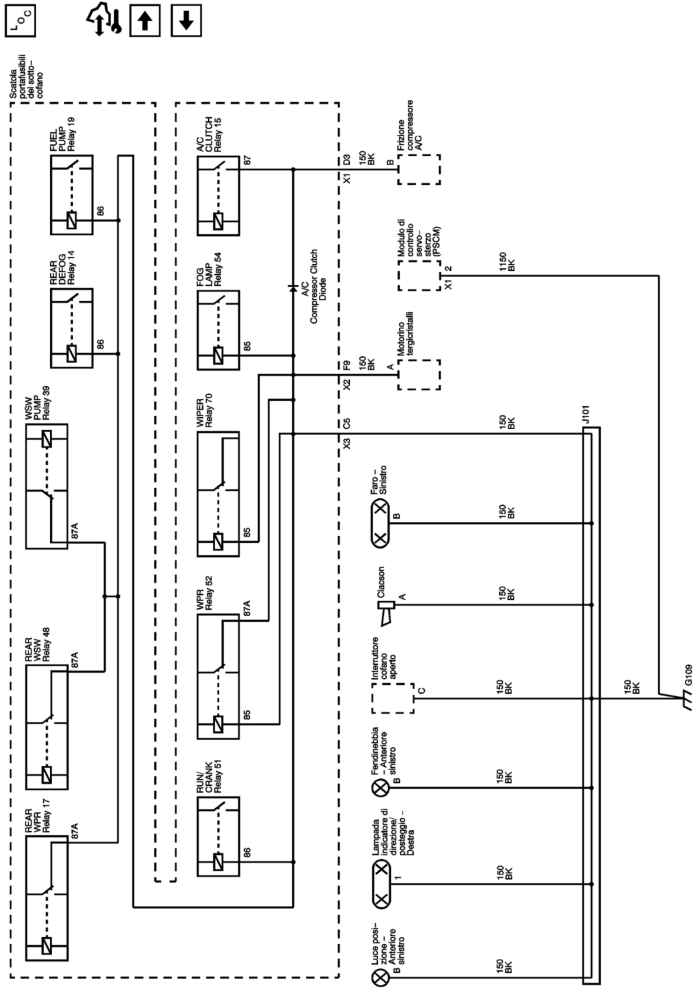 LOC
Scatola
portafusibili
del sotto-
cofano
REAR
WPR
Relay 17
87A
REAR
WSW
Relay 48
87A
WSW
PUMP
Relay 39
87A
REAR
DEFOG
Relay 14
86
FUEL
PUMP
Relay 19
86
RUN/
CRANK
Relay 51
86
WPR
Relay 52
85
87A
WIPER
Relay 70
85
FOG
LAMP
Relay 54
85
A/C
CLUTCH
Relay 15
87
A/C
Compressor Clutch
Diode
X3
C5
X2
F9
X1
D3
150
BK
150
BK
A
B
Motorino
tergicristalli
Modulo di
controllo
servo-
sterzo
(PSCM)
Frizione
compressore
A/C
X1
2
1150
BK
Luce posi-
zione -
Anteriore
sinistro
B
Lampada
indicatore di
direzione/
posteggio -
Destra
1
Fendinebbia
- Anteriore
sinistro
B
Interruttore
cofano
aperto
C
Clacson
A
Faro -
Sinistro
B
150
BK
150
BK
150
BK
150
BK
150
BK
150
BK
150
BK
J101
150
BK
G109